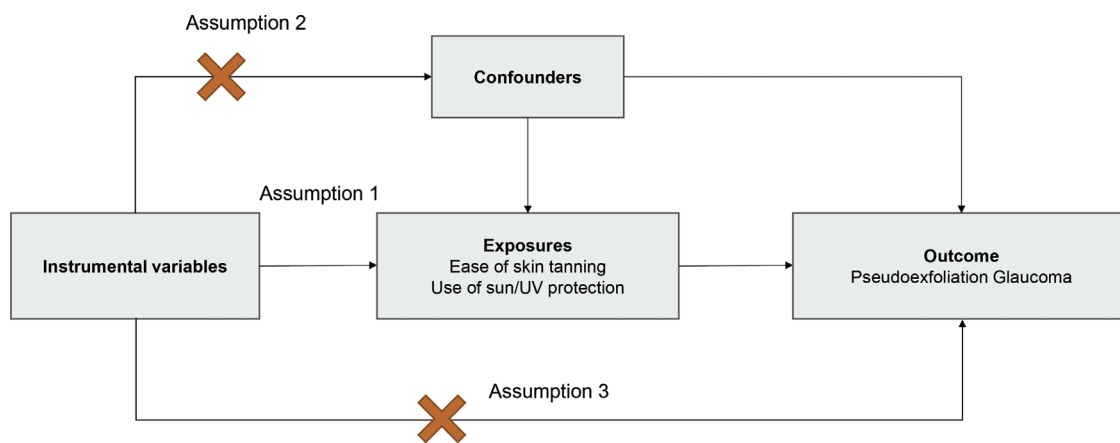 Assumption 2
Confounders
Assumption 1
Instrumental variables
Exposures
Ease of skin tanning
Use of sun/UV protection
Outcome
Pseudoexfoliation Glaucoma
Assumption 3